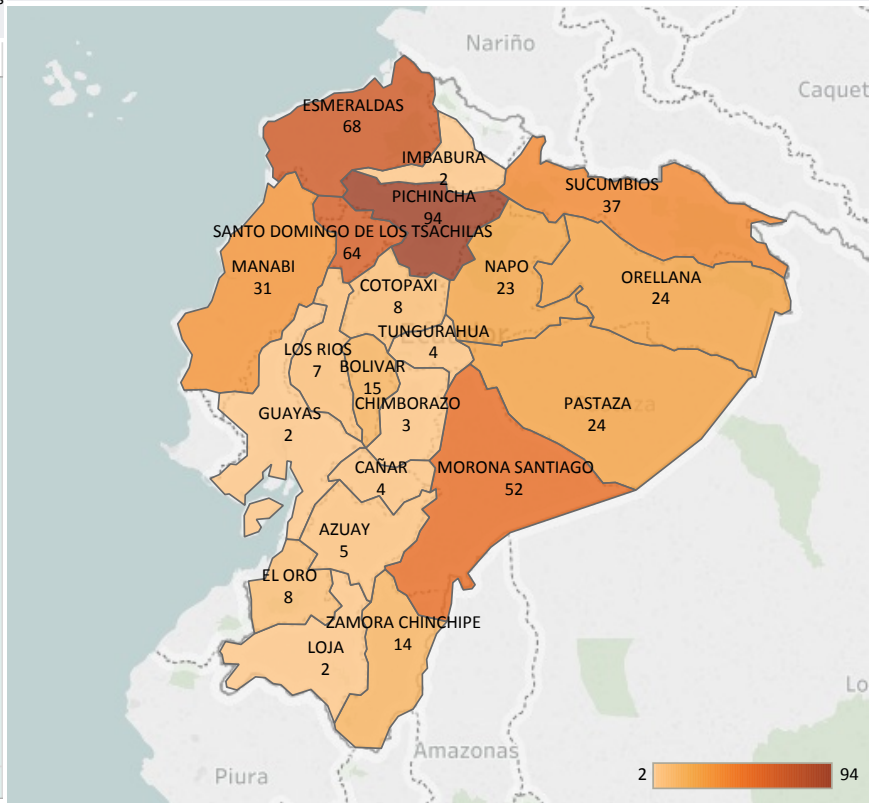 Nariño
Caquet
ESMERALDAS
68
IMBABURA
2
PICHINCHA
94
SUCUMBIOS
37
SANTO DOMINGO DE LOS TSACHILAS
64
MANABI
31
NAPO
23
ORELLANA
24
COTOPAXI
8
TUNGURAHUA
4
LOS RIOS
7
BOLIVAR
15
CHIMBORAZO
3
GUAYAS
2
PASTAZA
24
CAÑAR
4
MORONA SANTIAGO
52
AZUAY
5
EL ORO
8
ZAMORA CHINCHIPE
14
LOJA
2
Lo
Amazonas
Piura
2
94